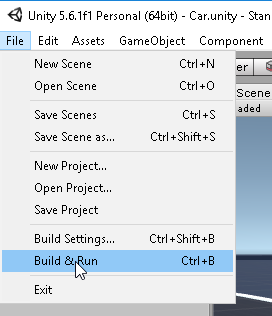 Unity 5.6.1f1 Personal (64bit) - Car.unity - Stan
File Edit Assets GameObject Component
New Scene Ctrl+N
Open Scene Ctrl+O
Save Scenes Ctrl+S
Save Scene as... Ctrl+Shift+S
New Project...
Open Project...
Save Project
Build Settings... Ctrl+Shift+B
Build & Run Ctrl+B
Exit
er
Scene
aded